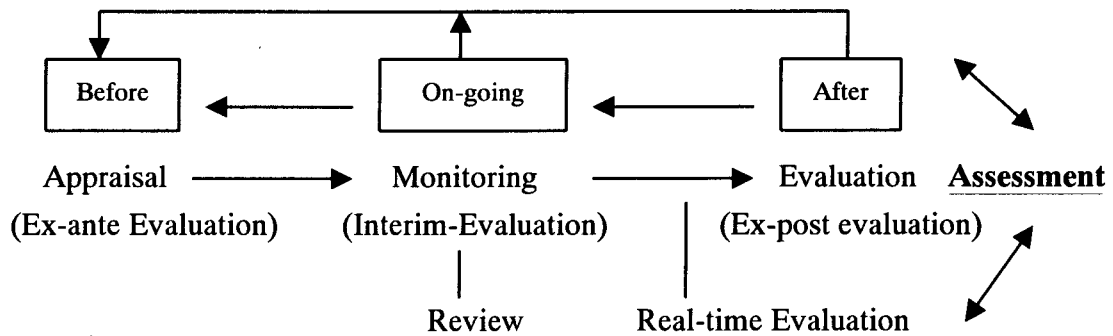 Before On-going After
Appraisal Monitoring Evaluation Assessment
(Ex-ante Evaluation) (Interim-Evaluation) (Ex-post evaluation)
Review Real-time Evaluation